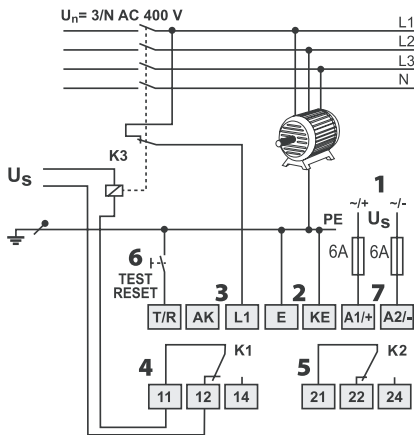 Un= 3/N AC 400 V
L1
L2
L3
N
K3
Us
1
~/+ Us ~/-
PE
6A 6A
6
TEST
RESET
3 2 7
T/R AK L1 E KE A1/+ A2/-
4 K1 5 K2
11 12 14 21 22 24